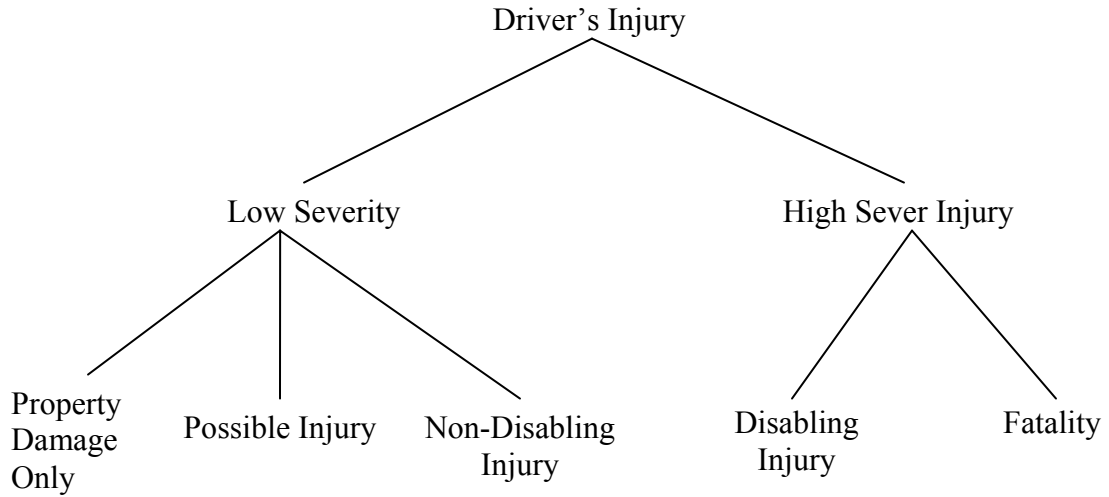 Driver’s Injury
Low Severity
High Sever Injury
Property
Damage
Only
Possible Injury
Non-Disabling
Injury
Disabling
Injury
Fatality